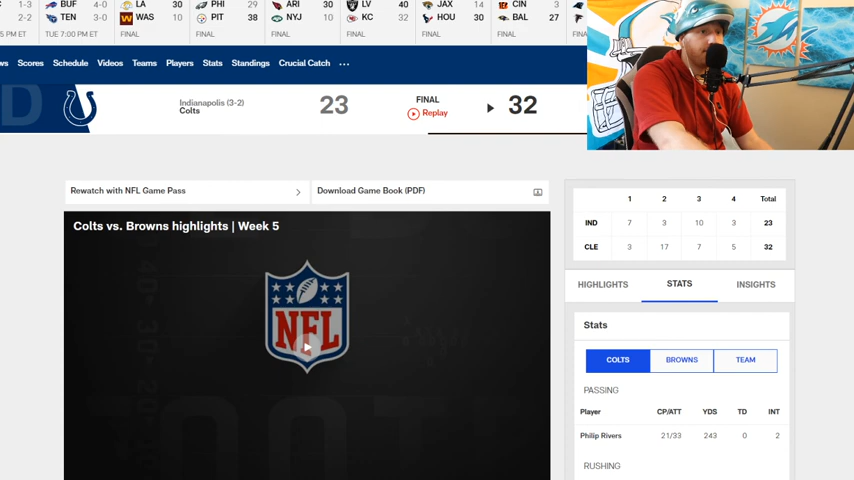 1-3 BUF 4-0 LA 30 PHI 29 ARI 30 LV 40 JAX 14 CIN 3
2-2 TEN 3-0 WAS 10 PIT 38 NYJ 10 KC 32 HOU 30 BAL 27
5 PM ET TUE 7:00 PM ET FINAL FINAL FINAL FINAL FINAL FINAL FINAL
ws Scores Schedule Videos Teams Players Stats Standings Crucial Catch ...
Indianapolis (3-2)
Colts
23
FINAL
Replay
32
Rewatch with NFL Game Pass
Download Game Book (PDF)
Colts vs. Browns highlights | Week 5
NFL
1 2 3 4 Total
IND 7 3 10 3 23
CLE 3 17 7 5 32
HIGHLIGHTS STATS INSIGHTS
Stats
COLTS BROWNS TEAM
PASSING
Player CP/ATT YDS TD INT
Philip Rivers 21/33 243 0 2
RUSHING